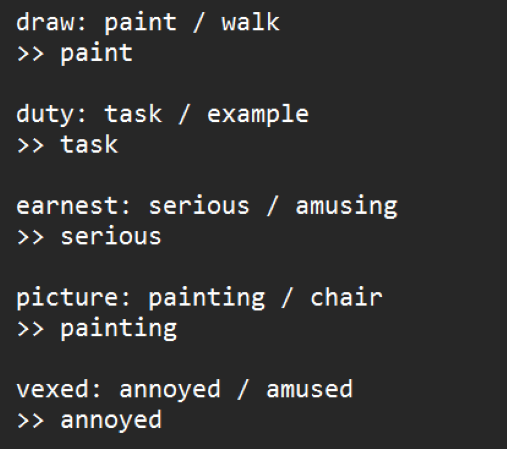 draw: paint / walk
>> paint
duty: task / example
>> task
earnest: serious / amusing
>> serious
picture: painting / chair
>> painting
vexed: annoyed / amused
>> annoyed